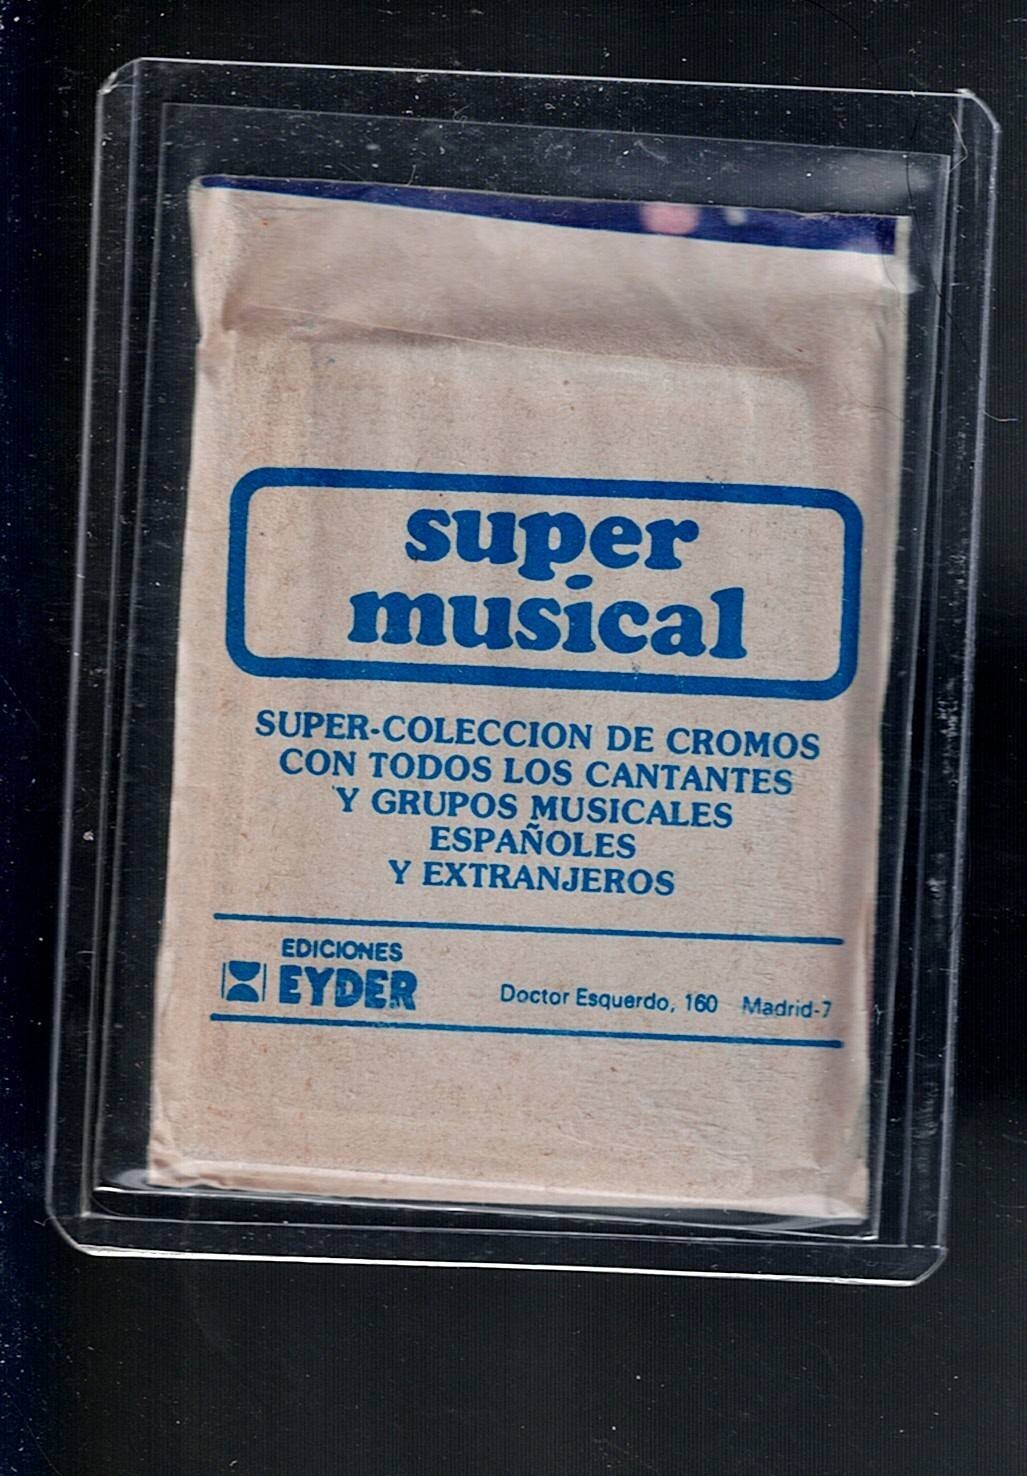 super
musical
SUPER-COLECCION DE CROMOS
CON TODOS LOS CANTANTES
Y GRUPOS MUSICALES
ESPAÑOLES
Y EXTRANJEROS
EDICIONES
EYDER
Doctor Esquerdo, 160 Madrid-7